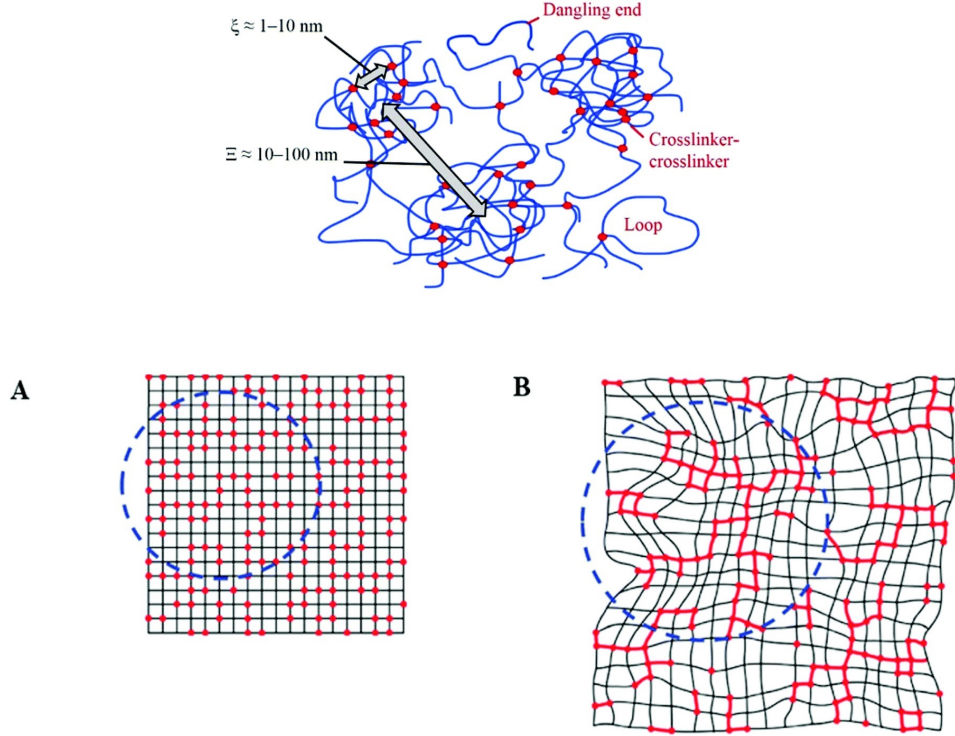 Dangling end
ξ ≈ 1–10 nm
Crosslinker-
crosslinker
Ξ ≈ 10–100 nm
Loop
A
B